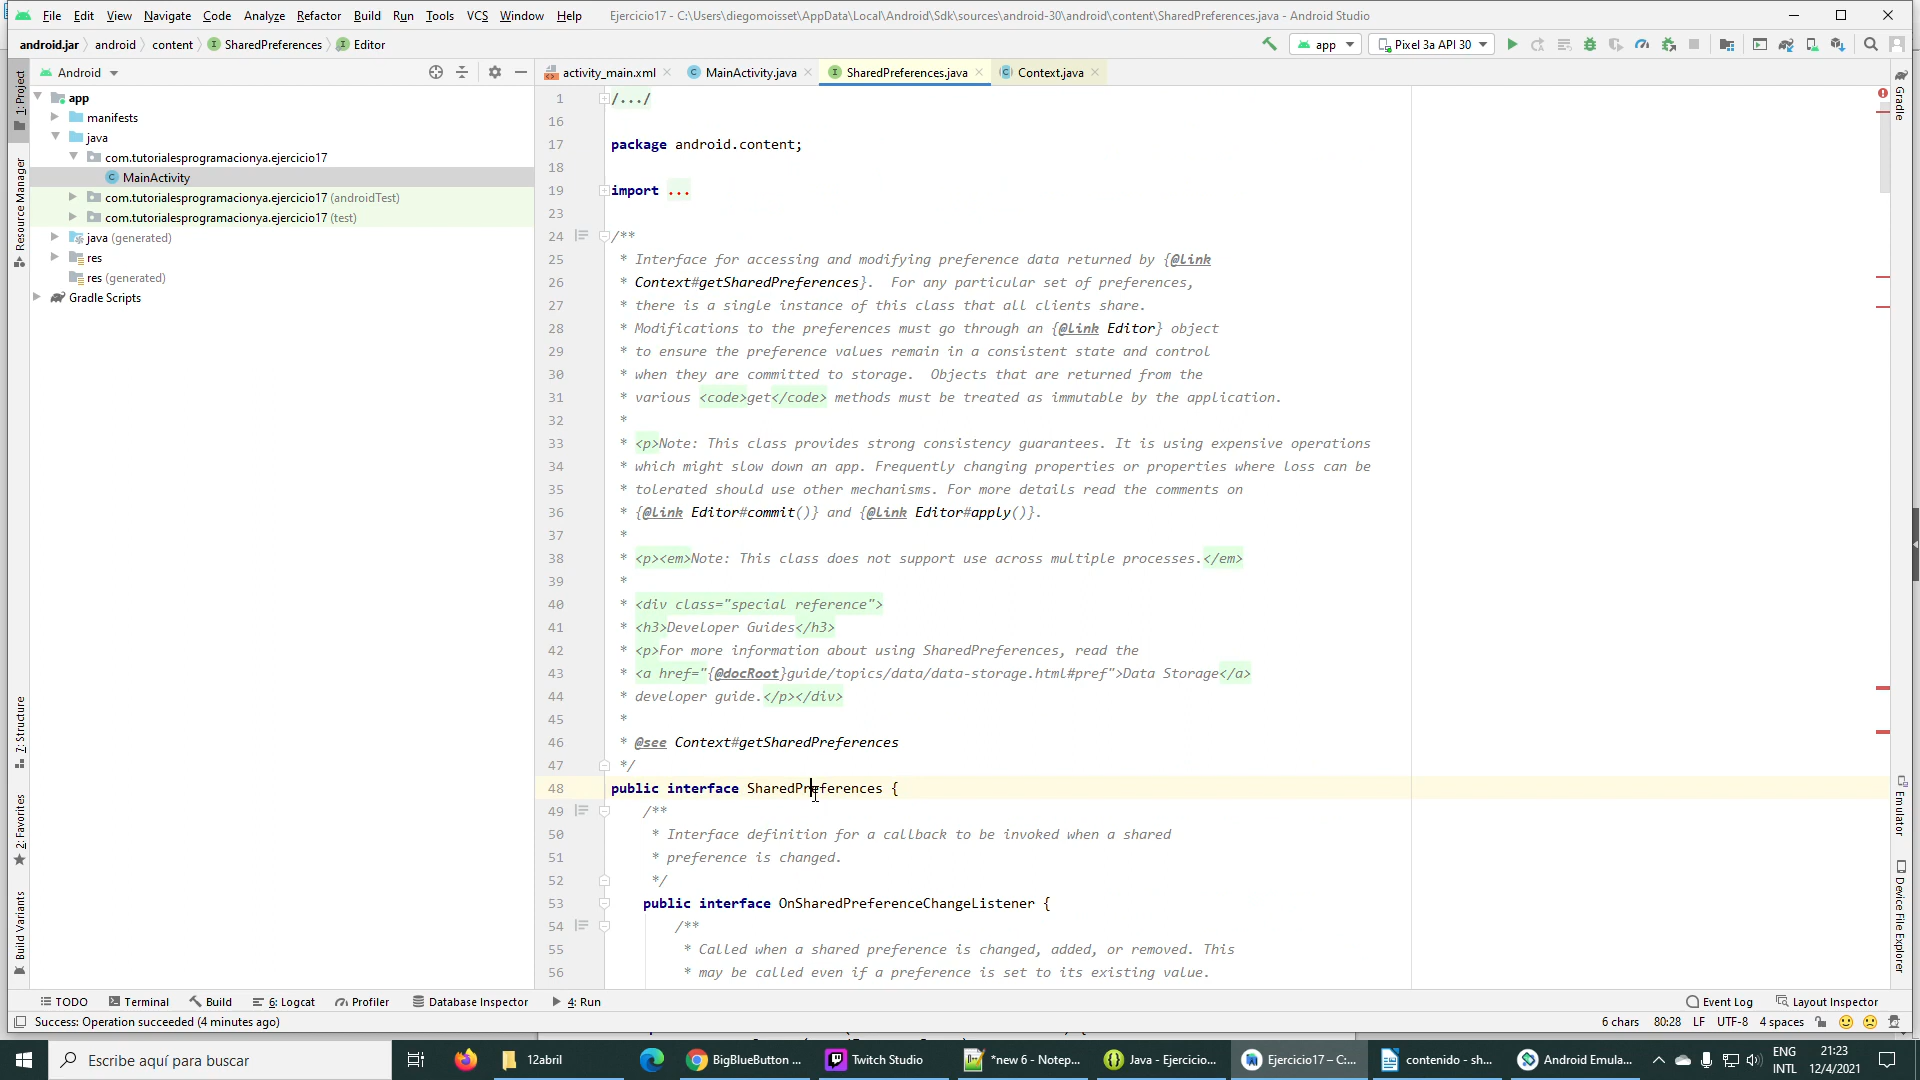 File Edit View Navigate Code Analyze Refactor Build Run Tools VCS Window Help Ejercicio17 - C:\Users\diegomoisset\AppData\Local\Android\Sdk\sources\android-30\android\content\SharedPreferences.java - Android Studio
android.jar android content SharedPreferences Editor app Pixel 3a API 30
Android activity_main.xml MainActivity.java SharedPreferences.java Context.java
1: Project
Resource Manager
7: Structure
2: Favorites
Build Variants
app
manifests
java
com.tutorialesprogramacionya.ejercicio17
MainActivity
com.tutorialesprogramacionya.ejercicio17 (androidTest)
com.tutorialesprogramacionya.ejercicio17 (test)
java (generated)
res
res (generated)
Gradle Scripts
1 /.../
16
17 package android.content;
18
19 import ...
23
24 /**
25 * Interface for accessing and modifying preference data returned by {@link
26 * Context#getSharedPreferences}.  For any particular set of preferences,
27 * there is a single instance of this class that all clients share.
28 * Modifications to the preferences must go through an {@link Editor} object
29 * to ensure the preference values remain in a consistent state and control
30 * when they are committed to storage.  Objects that are returned from the
31 * various <code>get</code> methods must be treated as immutable by the application.
32 *
33 * <p>Note: This class provides strong consistency guarantees. It is using expensive operations
34 * which might slow down an app. Frequently changing properties or properties where loss can be
35 * tolerated should use other mechanisms. For more details read the comments on
36 * {@link Editor#commit()} and {@link Editor#apply()}.
37 *
38 * <p><em>Note: This class does not support use across multiple processes.</em>
39 *
40 * <div class="special reference">
41 * <h3>Developer Guides</h3>
42 * <p>For more information about using SharedPreferences, read the
43 * <a href="{@docRoot}guide/topics/data/data-storage.html#pref">Data Storage</a>
44 * developer guide.</p></div>
45 *
46 * @see Context#getSharedPreferences
47 */
48 public interface SharedPreferences {
49 /**
50 * Interface definition for a callback to be invoked when a shared
51 * preference is changed.
52 */
53 public interface OnSharedPreferenceChangeListener {
54 /**
55 * Called when a shared preference is changed, added, or removed. This
56 * may be called even if a preference is set to its existing value.
Gradle
Emulator
Device File Explorer
TODO Terminal Build 6: Logcat Profiler Database Inspector 4: Run Event Log Layout Inspector
Success: Operation succeeded (4 minutes ago) 6 chars 80:28 LF UTF-8 4 spaces
Escribe aquí para buscar 12abril BigBlueButton ... Twitch Studio *new 6 - Notep... Java - Ejercicio... Ejercicio17 – C:... contenido - sh... Android Emula... ENG INTL 21:23 12/4/2021